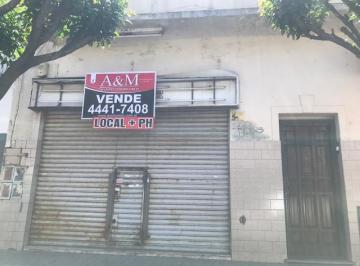 A&M
VENDE
4441-7408
LOCAL + PH